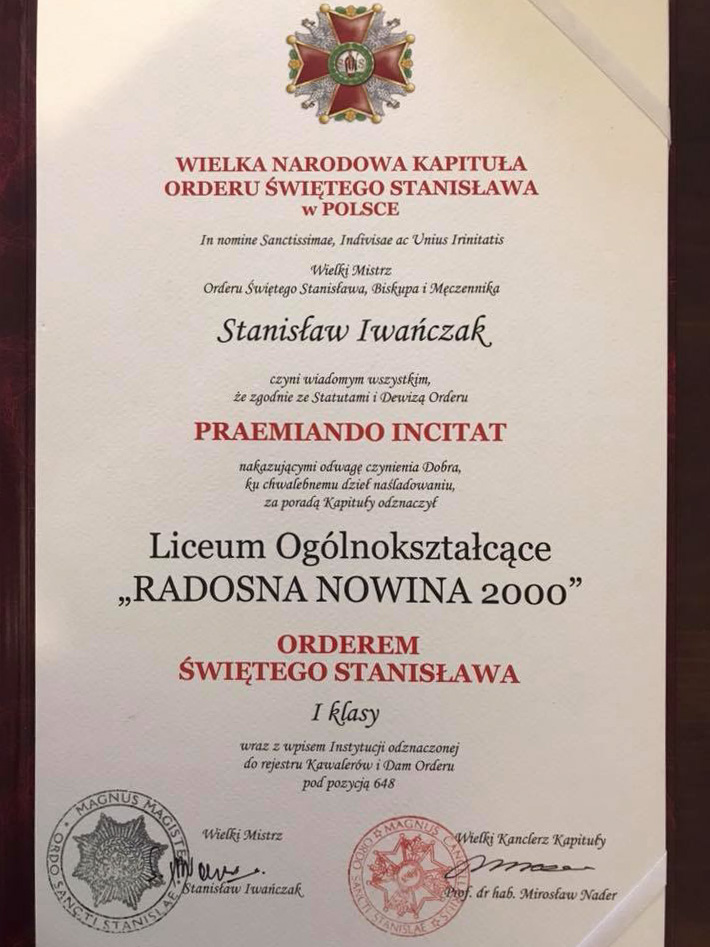 WIELKA NARODOWA KAPITUŁA
ORDERU ŚWIĘTEGO STANISŁAWA
w POLSCE
In nomine Sanctissimae, Indivisae ac Unius Irinitatis
Wielki Mistrz
Orderu Świętego Stanisława, Biskupa i Męczennika
Stanisław Iwańczak
czyni wiadomym wszystkim,
że zgodnie ze Statutami i Dewizą Orderu
PRAEMIANDO INCITAT
nakazującymi odwagę czynienia Dobra,
ku chwalebnemu dzieł naśladowaniu,
za poradą Kapituły odznaczył
Liceum Ogólnokształcące
„RADOSNA NOWINA 2000”
ORDEREM
ŚWIĘTEGO STANISŁAWA
I klasy
wraz z wpisem Instytucji odznaczonej
do rejestru Kawalerów i Dam Orderu
pod pozycją 648
MAGNUS MAGISTE
ORDO SANCTI STANISLAE
Wielki Mistrz
Stanisław Iwańczak
MAGNUS
ORDO SANCTI STANISLAE
Wielki Kanclerz Kapituły
Prof. dr hab. Mirosław Nader